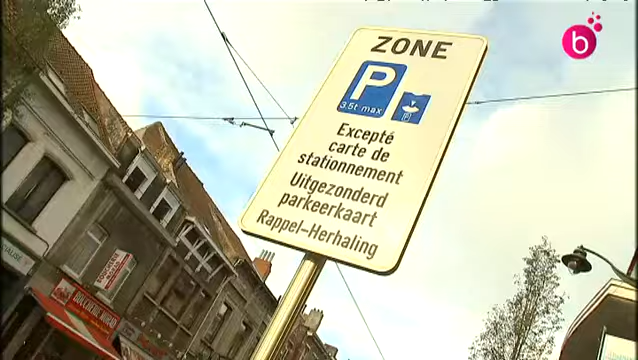 b
ZONE
P
3.5t max
Excepté
carte de
stationnement
Uitgezonderd
parkeerkaart
Rappel-Herhaling